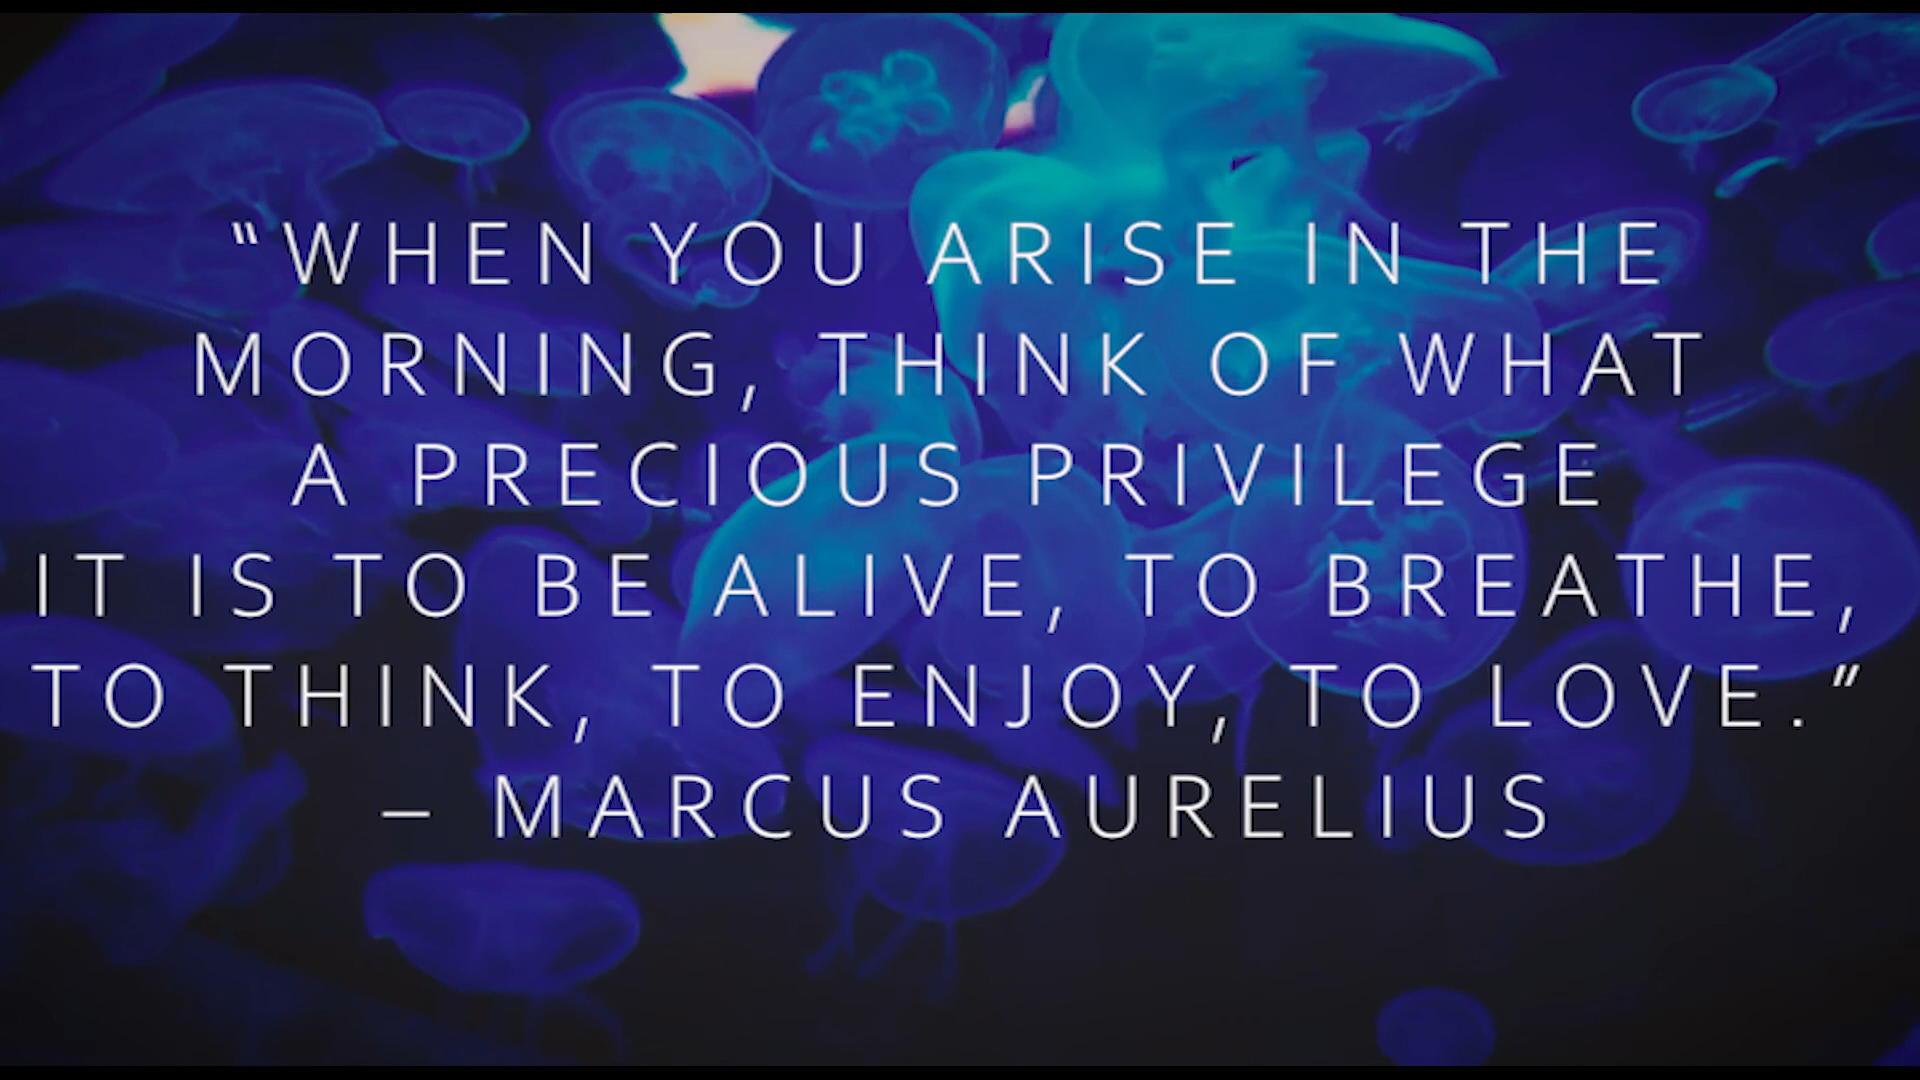 “WHEN YOU ARISE IN THE
MORNING, THINK OF WHAT
A PRECIOUS PRIVILEGE
IT IS TO BE ALIVE, TO BREATHE,
TO THINK, TO ENJOY, TO LOVE.”
– MARCUS AURELIUS